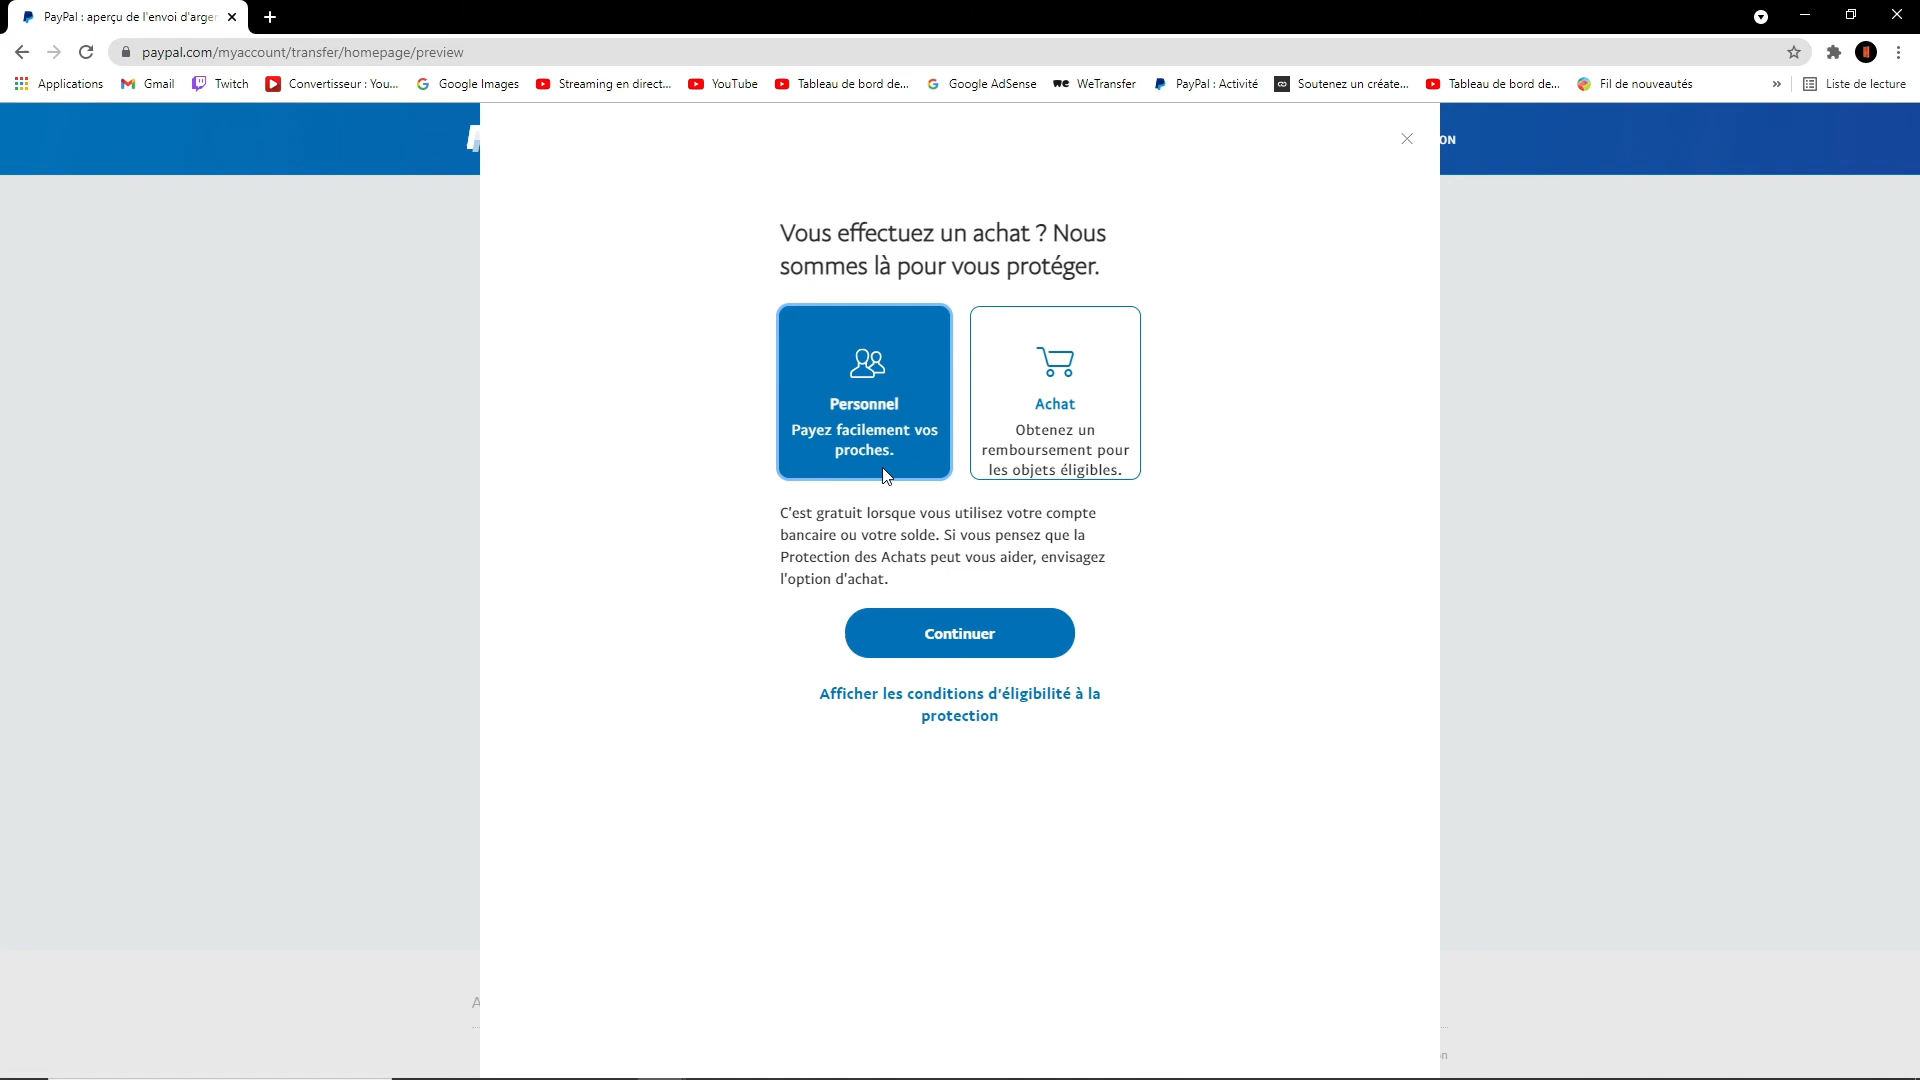 PayPal : aperçu de l'envoi d'arger
paypal.com/myaccount/transfer/homepage/preview
Applications Gmail Twitch Convertisseur : You... Google Images Streaming en direct... YouTube Tableau de bord de... Google AdSense WeTransfer PayPal : Activité Soutenez un créate... Tableau de bord de... Fil de nouveautés » Liste de lecture
ON
Vous effectuez un achat ? Nous
sommes là pour vous protéger.
Personnel
Payez facilement vos
proches.
Achat
Obtenez un
remboursement pour
les objets éligibles.
C'est gratuit lorsque vous utilisez votre compte
bancaire ou votre solde. Si vous pensez que la
Protection des Achats peut vous aider, envisagez
l'option d'achat.
Continuer
Afficher les conditions d'éligibilité à la
protection
A
n